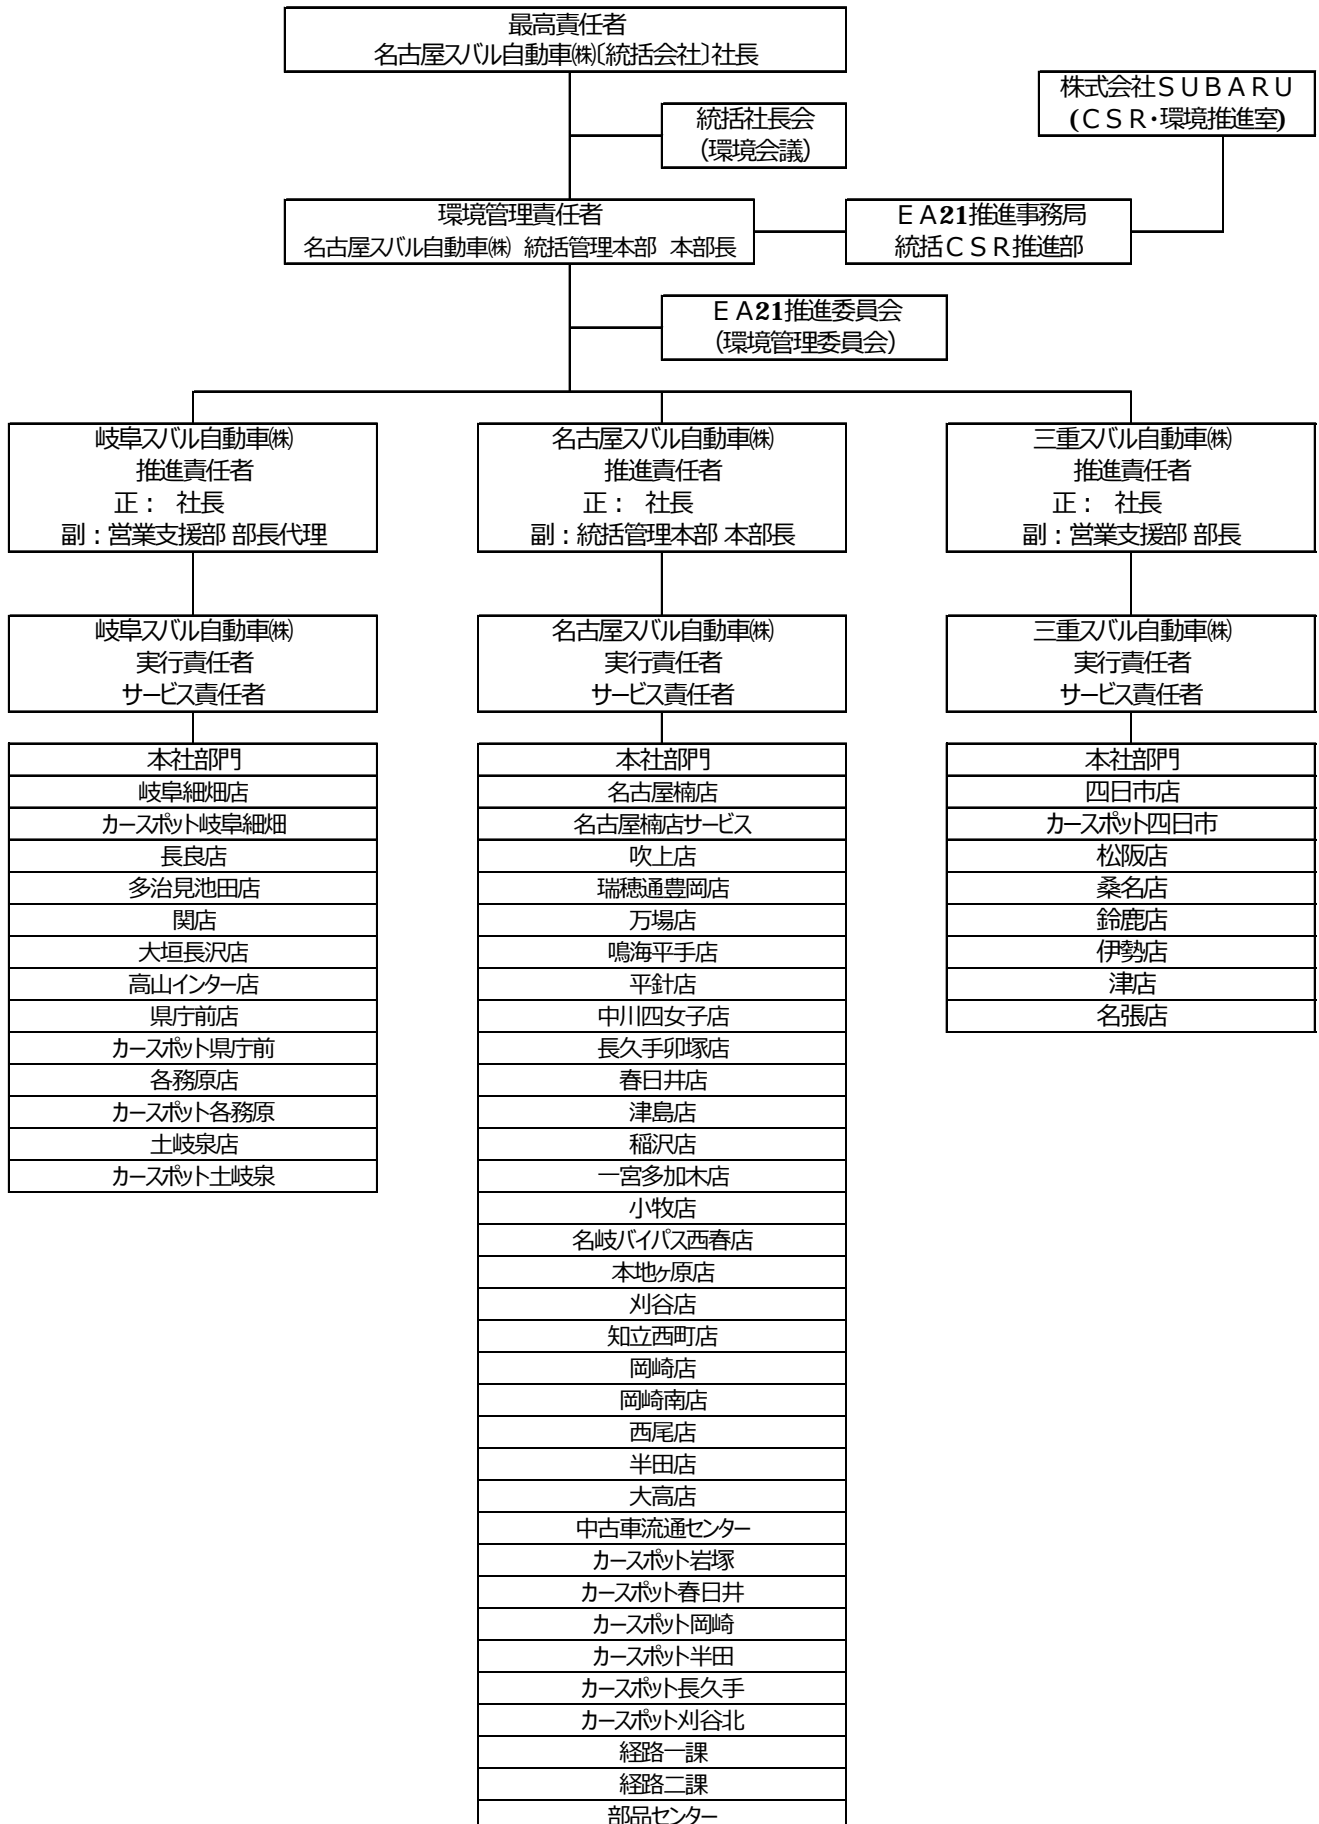 最高責任者
名古屋スバル自動車㈱〔統括会社〕社長
株式会社ＳＵＢＡＲＵ
(ＣＳＲ・環境推進室)
統括社長会
（環境会議）
環境管理責任者
名古屋スバル自動車㈱ 統括管理本部 本部長
ＥＡ21推進事務局
統括ＣＳＲ推進部
ＥＡ21推進委員会
（環境管理委員会）
岐阜スバル自動車㈱
推進責任者
正： 社長
副：営業支援部 部長代理
名古屋スバル自動車㈱
推進責任者
正： 社長
副：統括管理本部 本部長
三重スバル自動車㈱
推進責任者
正： 社長
副：営業支援部 部長
岐阜スバル自動車㈱
実行責任者
サービス責任者
名古屋スバル自動車㈱
実行責任者
サービス責任者
三重スバル自動車㈱
実行責任者
サービス責任者
本社部門
岐阜細畑店
カースポット岐阜細畑
長良店
多治見池田店
関店
大垣長沢店
高山インター店
県庁前店
カースポット県庁前
各務原店
カースポット各務原
土岐泉店
カースポット土岐泉
本社部門
名古屋楠店
名古屋楠店サービス
吹上店
瑞穂通豊岡店
万場店
鳴海平手店
平針店
中川四女子店
長久手卯塚店
春日井店
津島店
稲沢店
一宮多加木店
小牧店
名岐バイパス西春店
本地ヶ原店
刈谷店
知立西町店
岡崎店
岡崎南店
西尾店
半田店
大高店
中古車流通センター
カースポット岩塚
カースポット春日井
カースポット岡崎
カースポット半田
カースポット長久手
カースポット刈谷北
経路一課
経路二課
部品センター
本社部門
四日市店
カースポット四日市
松阪店
桑名店
鈴鹿店
伊勢店
津店
名張店